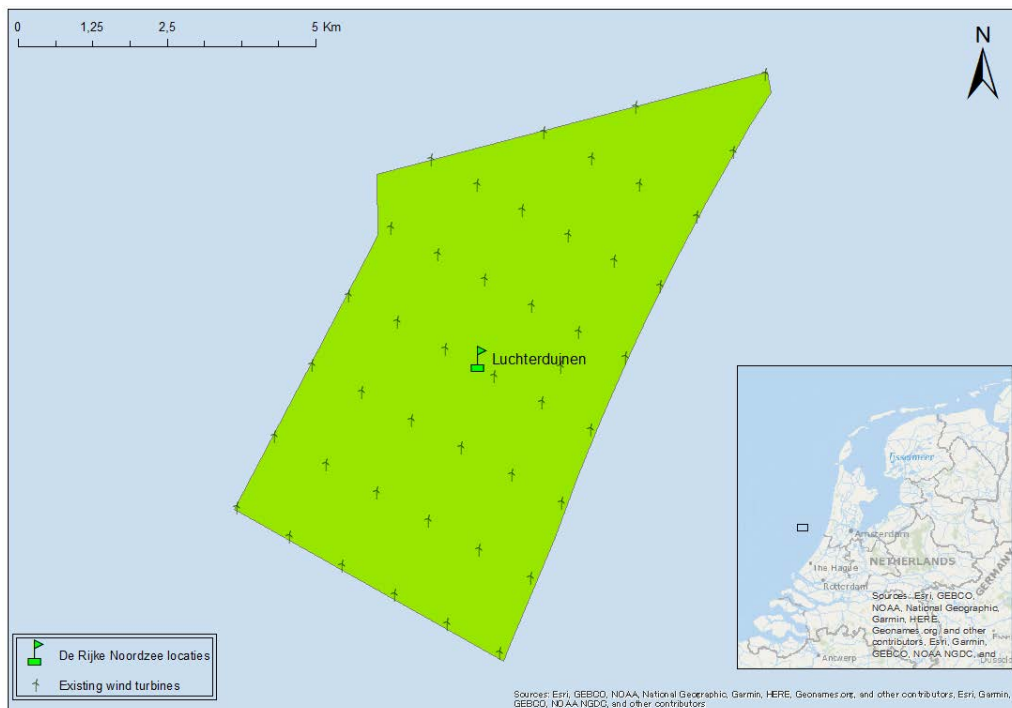 0 1,25 2,5 5 Km
N
Luchterduinen
IJsselmeer
Amsterdam
The Hague
NETHERLANDS
Rotterdam
GERMANY
Antwerp
Sources: Esri, GEBCO,
NOAA, National Geographic,
Garmin, HERE,
Geonames.org, and other
contributors, Esri, Garmin,
GEBCO, NOAA NGDC, and
De Rijke Noordzee locaties
Existing wind turbines
Sources: Esri, GEBCO, NOAA, National Geographic, Garmin, HERE, Geonames.org, and other contributors, Esri, Garmin,
GEBCO, NOAA NGDC, and other contributors